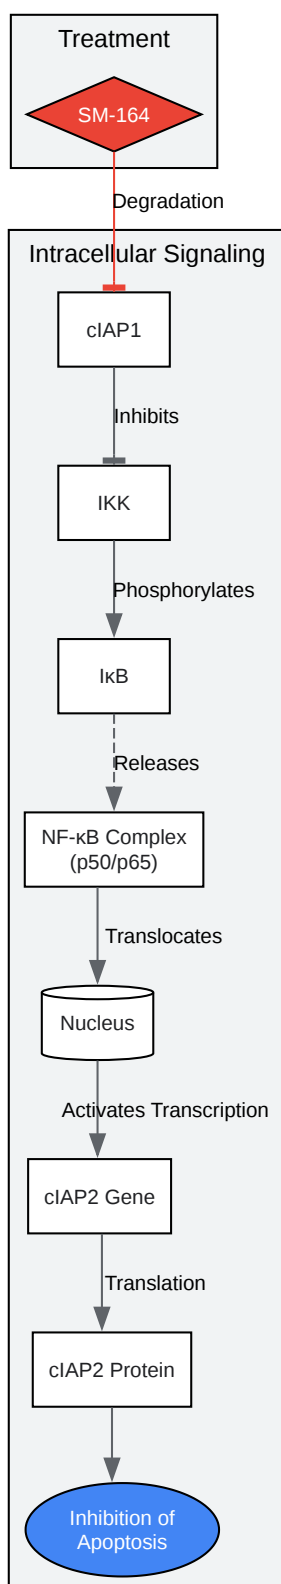 Treatment
SM-164
Degradation
Intracellular Signaling
cIAP1
Inhibits
IKK
Phosphorylates
IκB
Releases
NF-κB Complex
(p50/p65)
Translocates
Nucleus
Activates Transcription
cIAP2 Gene
Translation
cIAP2 Protein
Inhibition of
Apoptosis